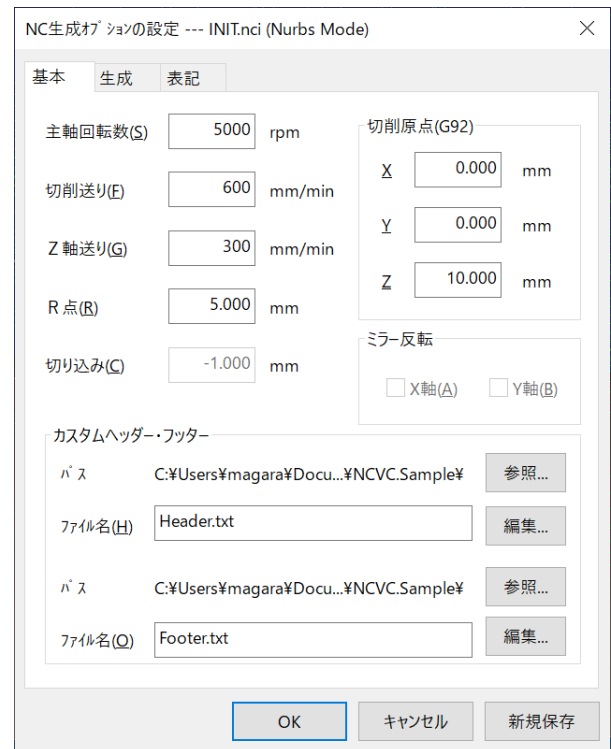 NC生成ｵﾌﾟｼｮﾝの設定 --- INIT.nci (Nurbs Mode)
基本 生成 表記
主軸回転数(S) 5000 rpm
切削送り(F) 600 mm/min
Z 軸送り(G) 300 mm/min
R 点(R) 5.000 mm
切り込み(C) -1.000 mm
切削原点(G92)
X 0.000 mm
Y 0.000 mm
Z 10.000 mm
ミラー反転
X軸(A) Y軸(B)
カスタムヘッダー・フッター
ﾊﾟｽ C:¥Users¥magara¥Docu...¥NCVC.Sample¥ 参照...
ﾌｧｲﾙ名(H) Header.txt 編集...
ﾊﾟｽ C:¥Users¥magara¥Docu...¥NCVC.Sample¥ 参照...
ﾌｧｲﾙ名(O) Footer.txt 編集...
OK キャンセル 新規保存